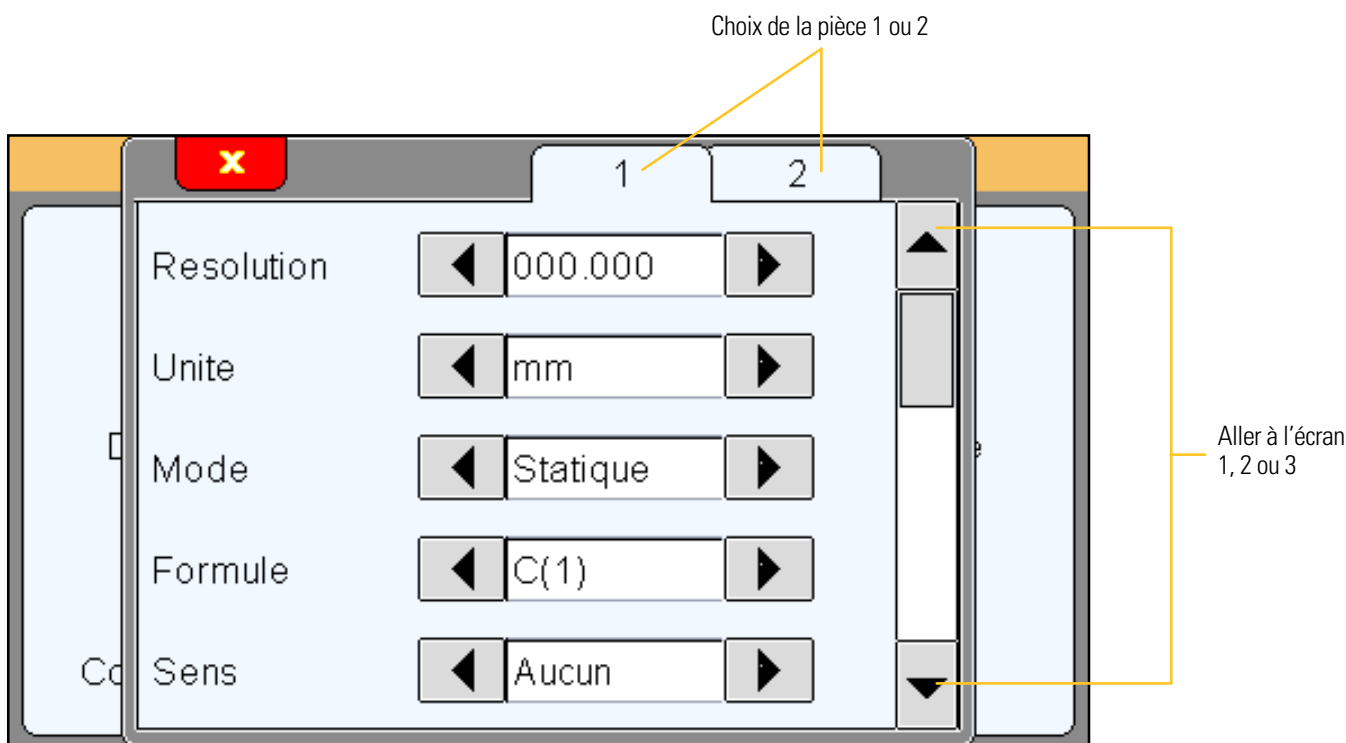 Choix de la pièce 1 ou 2
x
1
2
Resolution
000.000
Unite
mm
Mode
Statique
Formule
C(1)
Sens
Aucun
Aller à l’écran
1, 2 ou 3